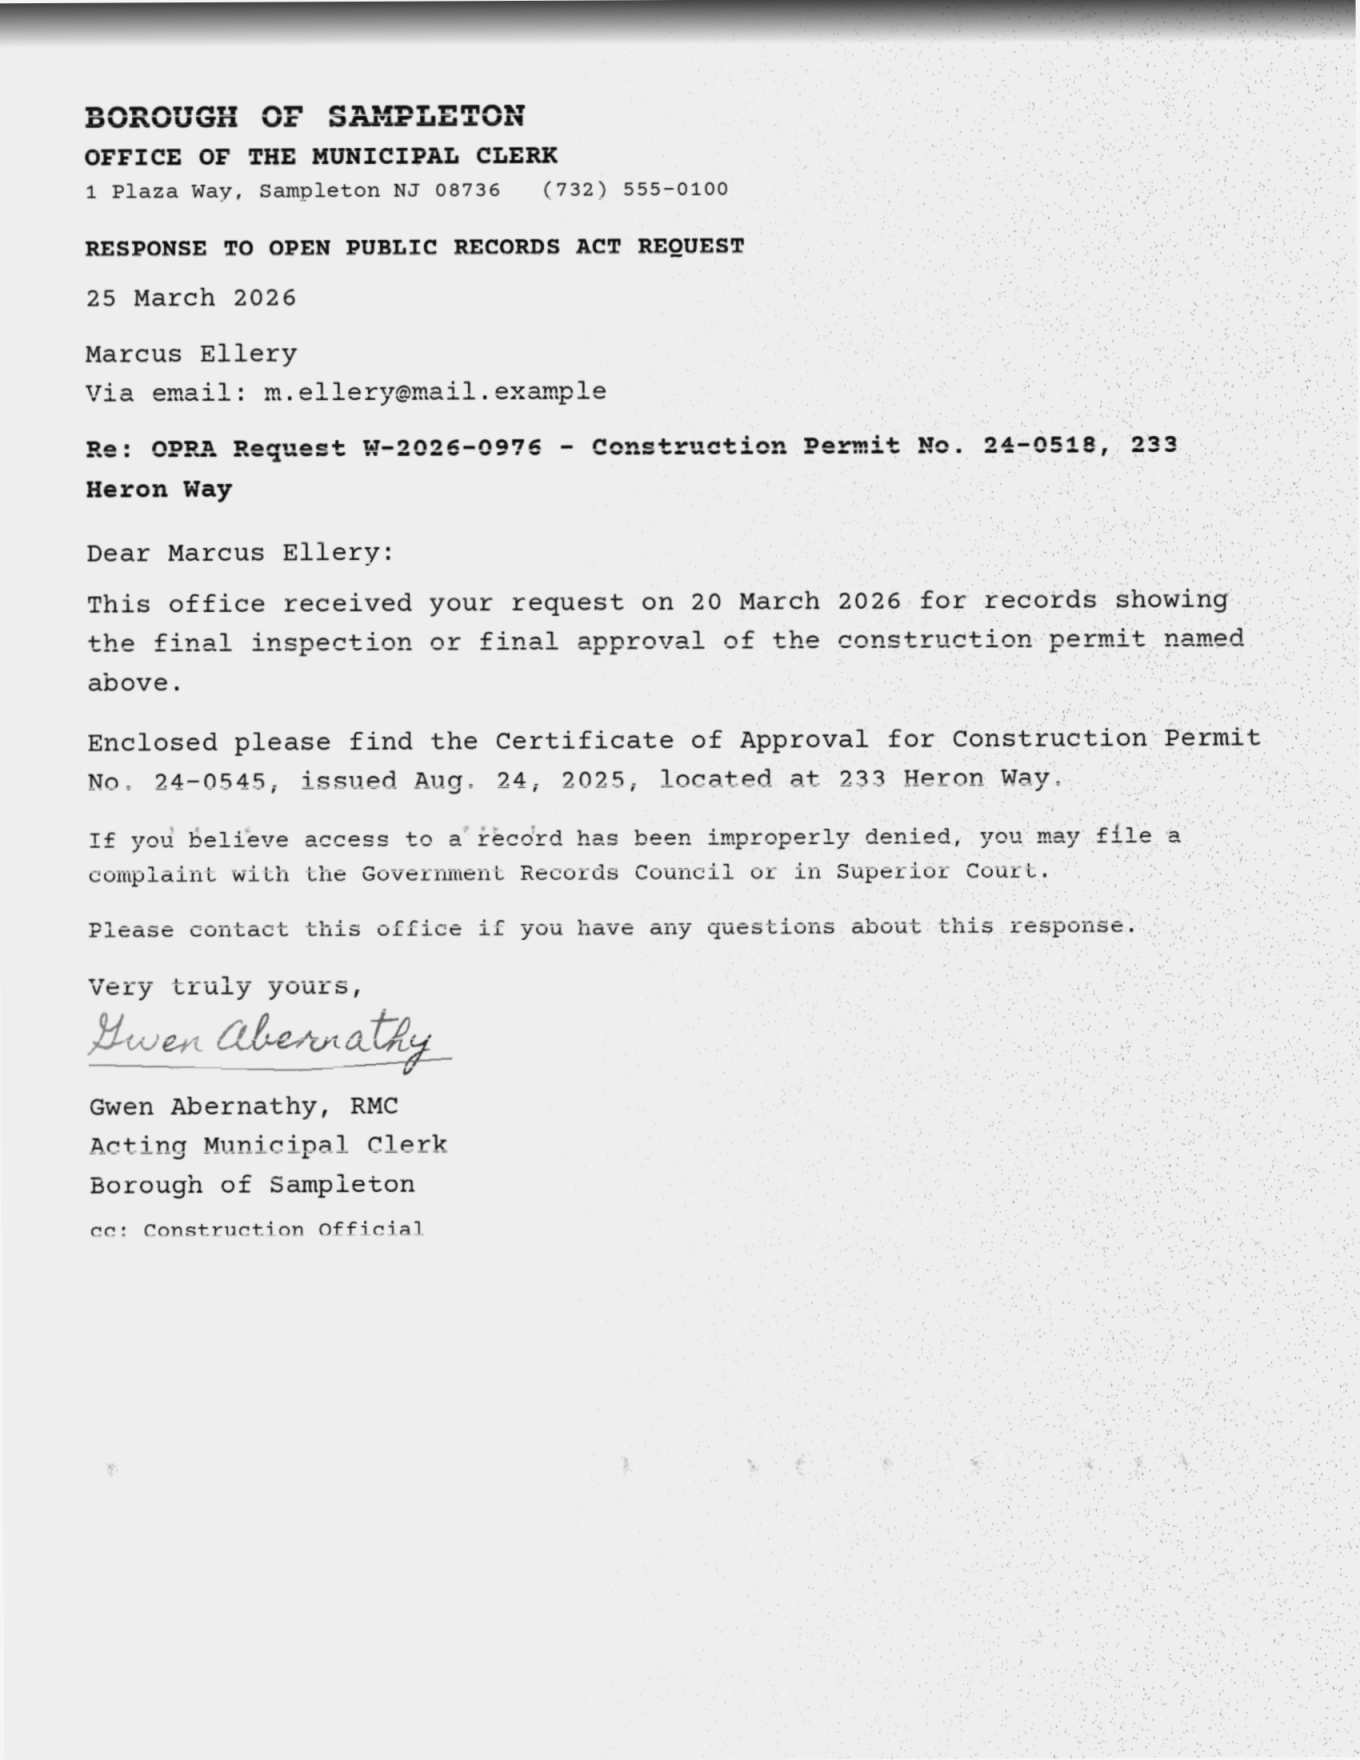 BOROUGH OF SAMPLETON
OFFICE OF THE MUNICIPAL CLERK
1 Plaza Way, Sampleton NJ 08736 (732) 555-0100
RESPONSE TO OPEN PUBLIC RECORDS ACT REQUEST
25 March 2026
Marcus Ellery
Via email: m.ellery@mail.example
Re: OPRA Request W-2026-0976 - Construction Permit No. 24-0518, 233
Heron Way
Dear Marcus Ellery:
This office received your request on 20 March 2026 for records showing
the final inspection or final approval of the construction permit named
above.
Enclosed please find the Certificate of Approval for Construction Permit
No. 24-0545, issued Aug. 24, 2025, located at 233 Heron Way.
If you believe access to a record has been improperly denied, you may file a
complaint with the Government Records Council or in Superior Court.
Please contact this office if you have any questions about this response.
Very truly yours,
Gwen Abernathy
Gwen Abernathy, RMC
Acting Municipal Clerk
Borough of Sampleton
cc: Construction Official